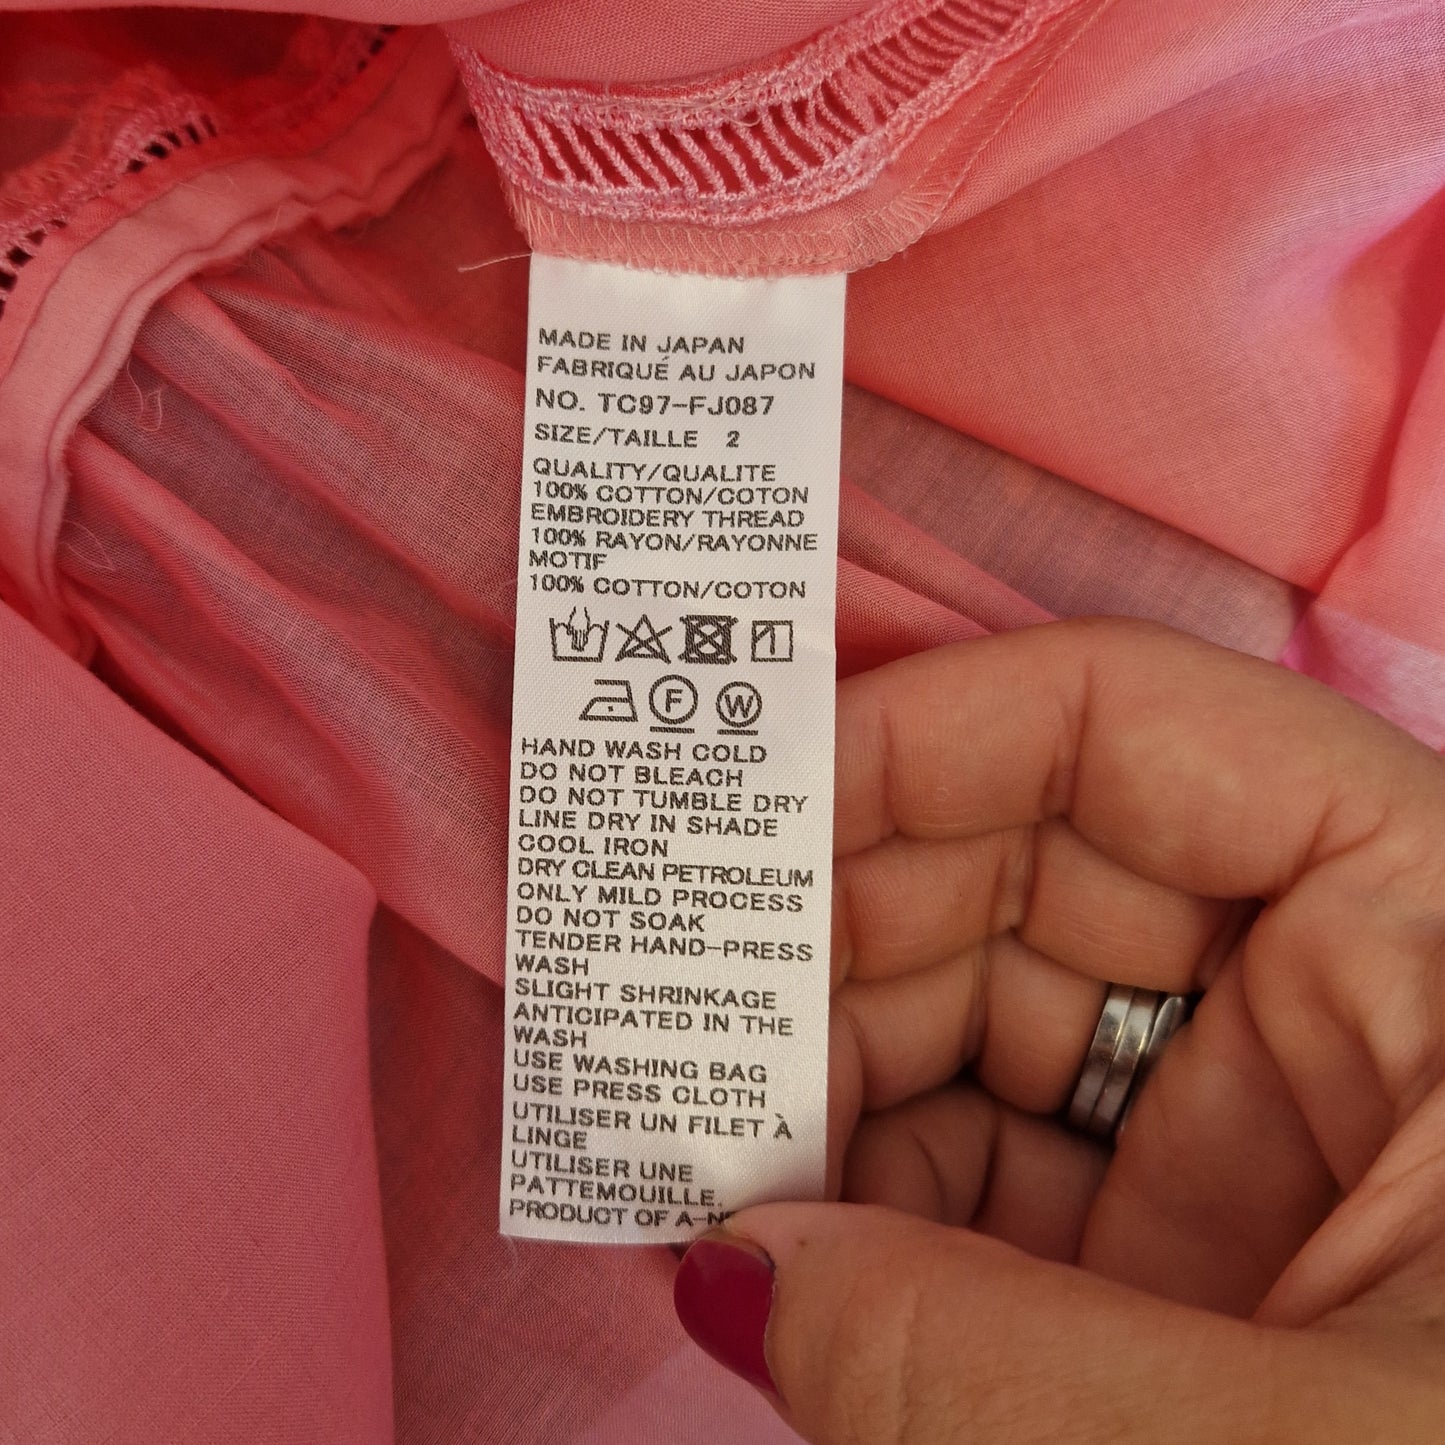 MADE IN JAPAN
FABRIQUÉ AU JAPON
NO. TC97-FJ087
SIZE/TAILLE 2
QUALITY/QUALITE
100% COTTON/COTON
EMBROIDERY THREAD
100% RAYON/RAYONNE
MOTIF
100% COTTON/COTON
F W
HAND WASH COLD
DO NOT BLEACH
DO NOT TUMBLE DRY
LINE DRY IN SHADE
COOL IRON
DRY CLEAN PETROLEUM
ONLY MILD PROCESS
DO NOT SOAK
TENDER HAND-PRESS
WASH
SLIGHT SHRINKAGE
ANTICIPATED IN THE
WASH
USE WASHING BAG
USE PRESS CLOTH
UTILISER UN FILET À
LINGE
UTILISER UNE
PATTEMOUILLE.
PRODUCT OF